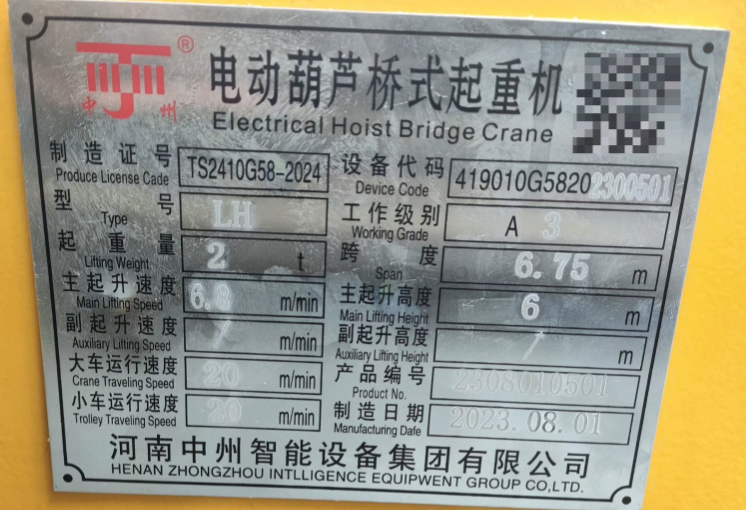 中州®
电动葫芦桥式起重机
Electrical Hoist Bridge Crane
制造证号 TS2410G58-2024 设备代码 419010G58202300501
Produce License Cade Device Code
型号 LH 工作级别 A 3
Type Working Grade
起重量 2 t 跨度 6.75 m
Lifting Weight Span
主起升速度 6.8 m/min 主起升高度 6 m
Main Lifting Speed Main Lifting Height
副起升速度 / m/min 副起升高度 / m
Auxiliary Lifting Speed Auxiliary Lifting Height
大车运行速度 20 m/min 产品编号 2308010501
Crane Traveling Speed Product No.
小车运行速度 20 m/min 制造日期 2023.08.01
Trolley Traveling Speed Manufacturing Dafe
河南中州智能设备集团有限公司
HENAN ZHONGZHOU INTLLIGENCE EQUIPWENT GROUP CO,LTD.